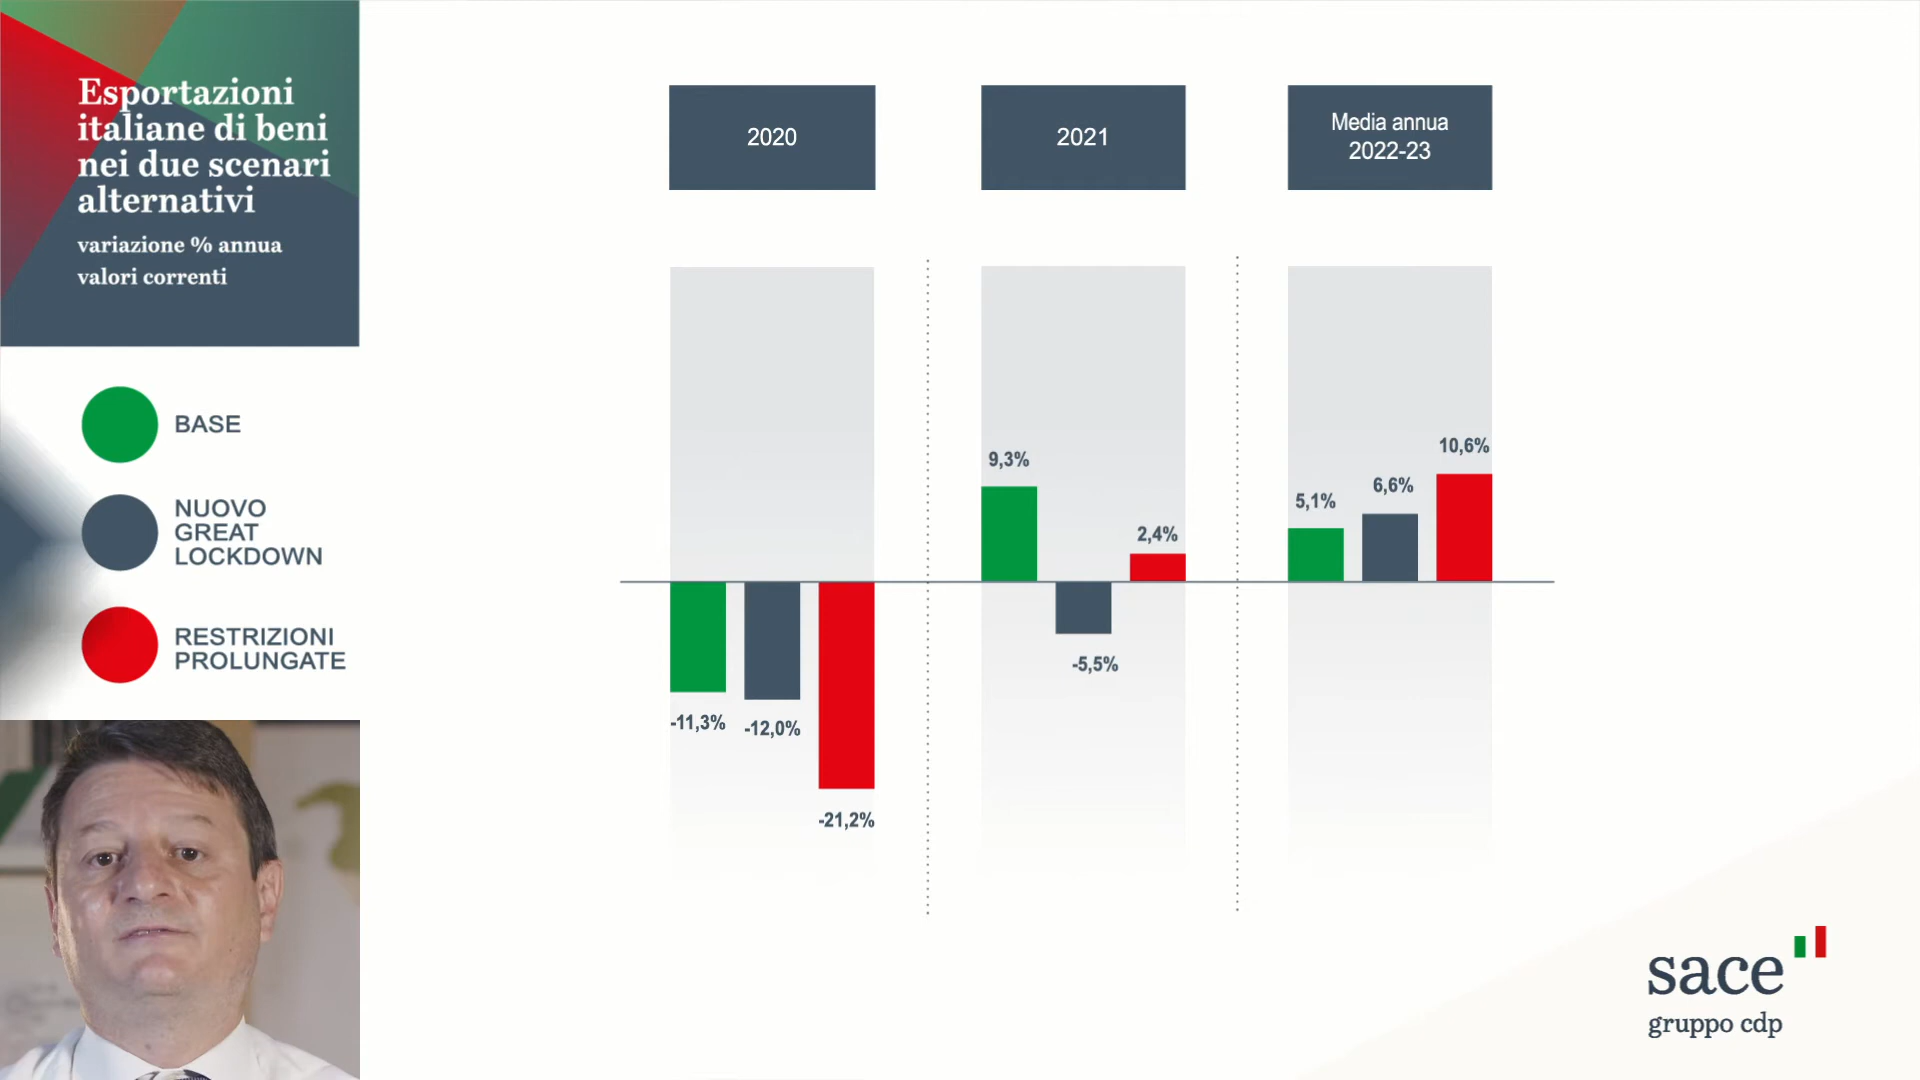 Esportazioni
italiane di beni
nei due scenari
alternativi
variazione % annua
valori correnti
BASE
NUOVO
GREAT
LOCKDOWN
RESTRIZIONI
PROLUNGATE
2020
2021
Media annua
2022-23
-11,3%
-12,0%
-21,2%
9,3%
-5,5%
2,4%
5,1%
6,6%
10,6%
sace
gruppo cdp